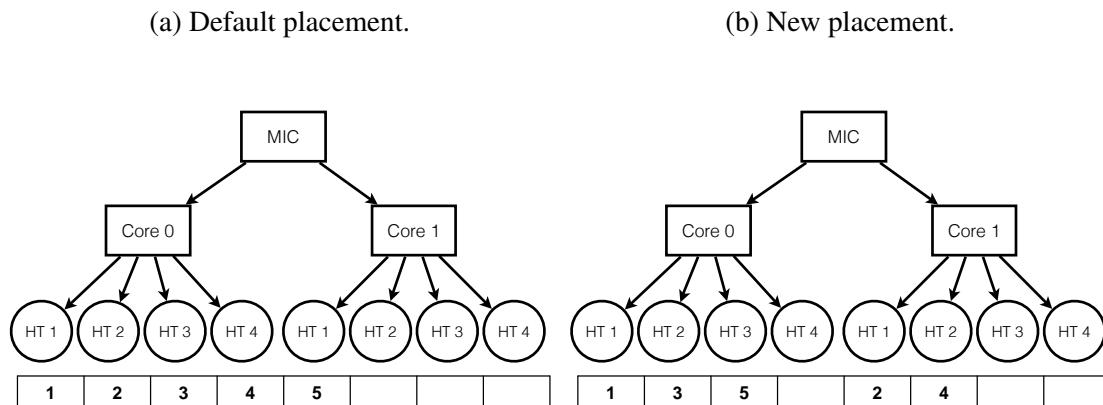 (a) Default placement. (b) New placement.
MIC MIC
Core 0 Core 1 Core 0 Core 1
HT 1 HT 2 HT 3 HT 4 HT 1 HT 2 HT 3 HT 4 HT 1 HT 2 HT 3 HT 4 HT 1 HT 2 HT 3 HT 4
1 2 3 4 5 1 3 5 2 4